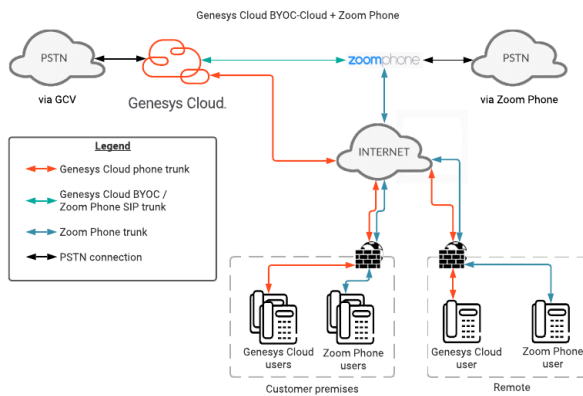 Genesys Cloud BYOC-Cloud + Zoom Phone
PSTN
via GCV
Genesys Cloud.
zoomphone
PSTN
via Zoom Phone
INTERNET
Legend
Genesys Cloud phone trunk
Genesys Cloud BYOC /
Zoom Phone SIP trunk
Zoom Phone trunk
PSTN connection
Genesys Cloud
users
Zoom Phone
users
Genesys Cloud
user
Zoom Phone
user
Customer premises
Remote